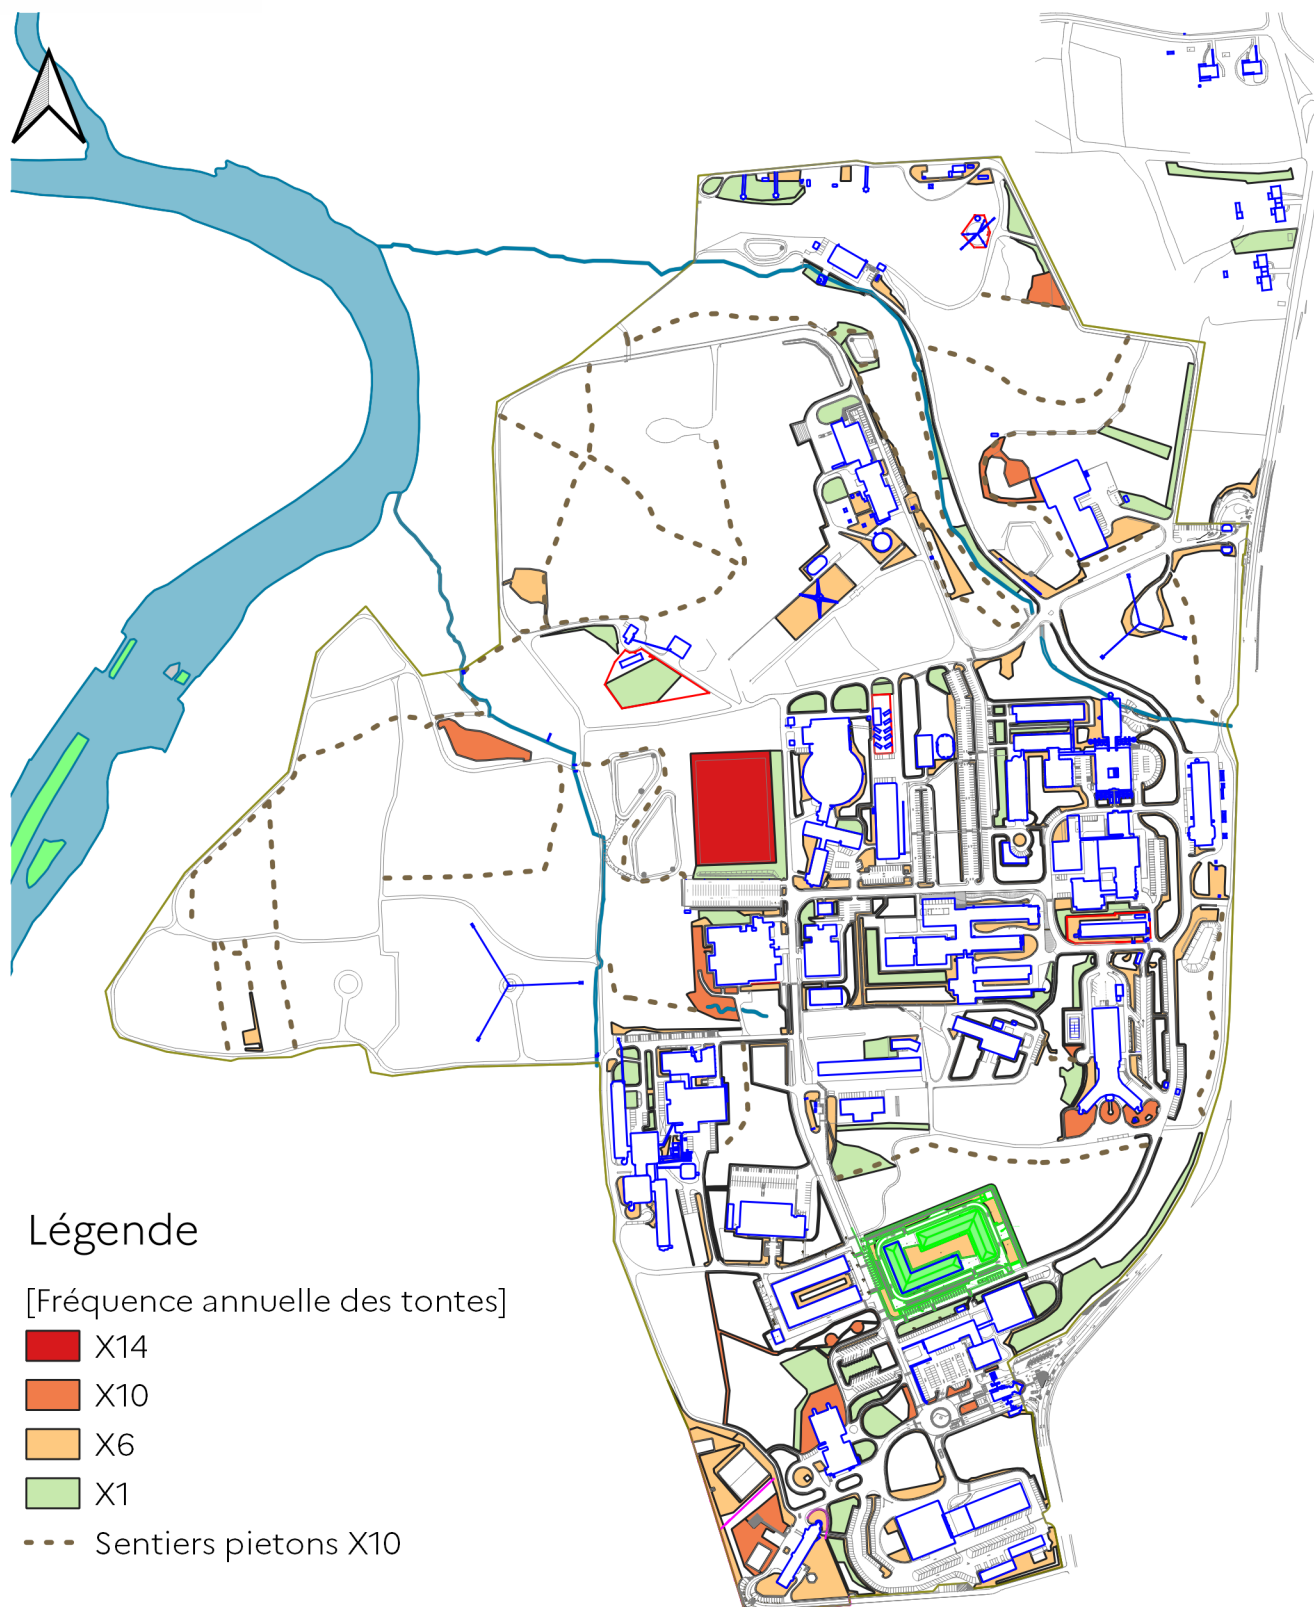 Légende
[Fréquence annuelle des tontes]
X14
X10
X6
X1
Sentiers pietons X10